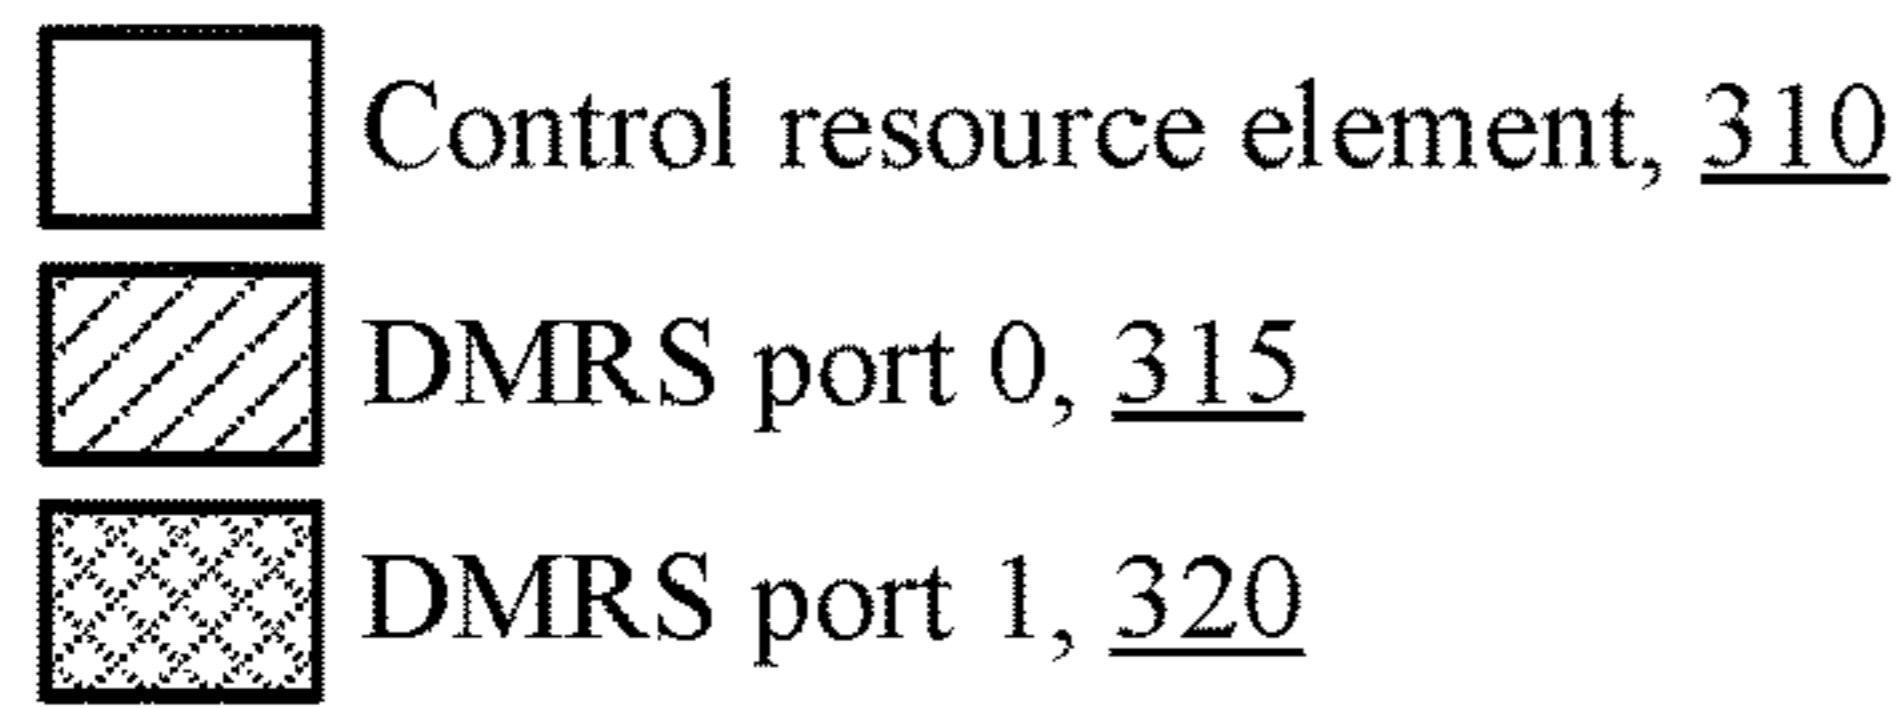 Control resource element, 310
DMRS port 0, 315
DMRS port 1, 320